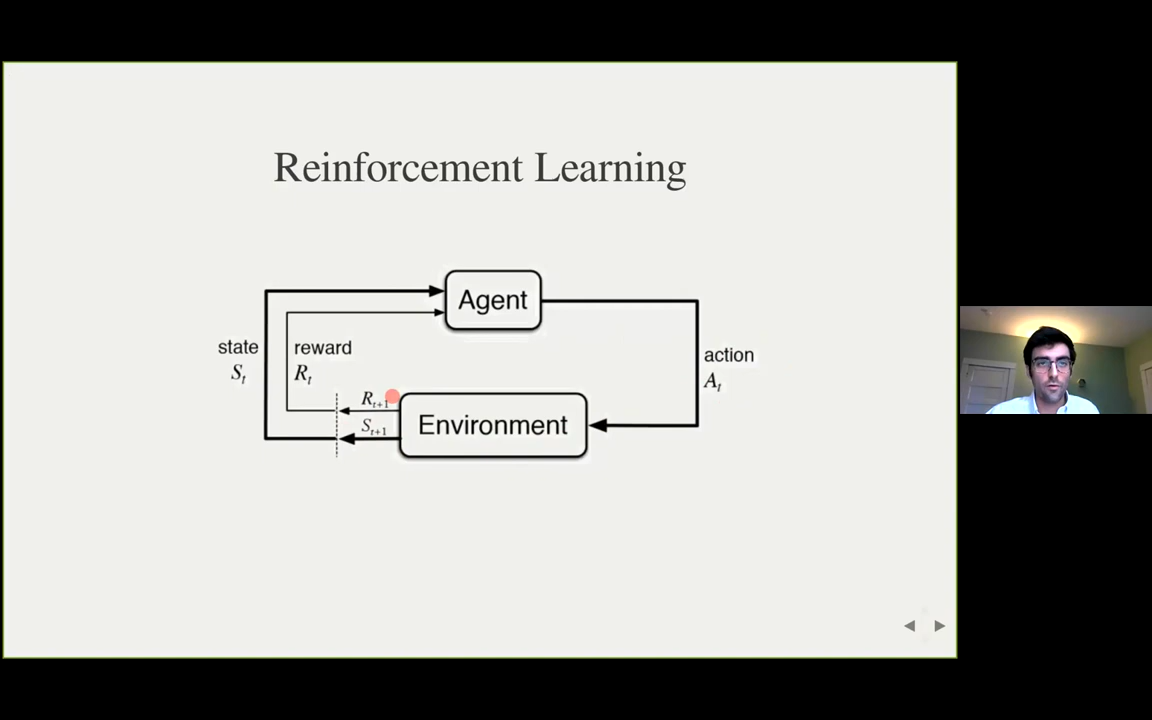 Reinforcement Learning
Agent
state
S_t
reward
R_t
action
A_t
R_{t+1}
S_{t+1}
Environment